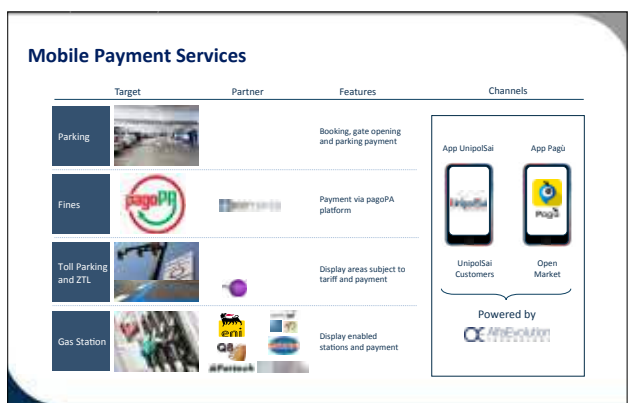 Mobile Payment Services
Target Partner Features Channels
Parking
Booking, gate opening
and parking payment
Fines
pagoPA
Payment via pagoPA
platform
Toll Parking
and ZTL
Display areas subject to
tariff and payment
Gas Station
eni
Q8
Display enabled
stations and payment
App UnipolSai App Pagù
UnipolSai
Pagù
UnipolSai
Customers
Open
Market
Powered by
AlfaEvolution